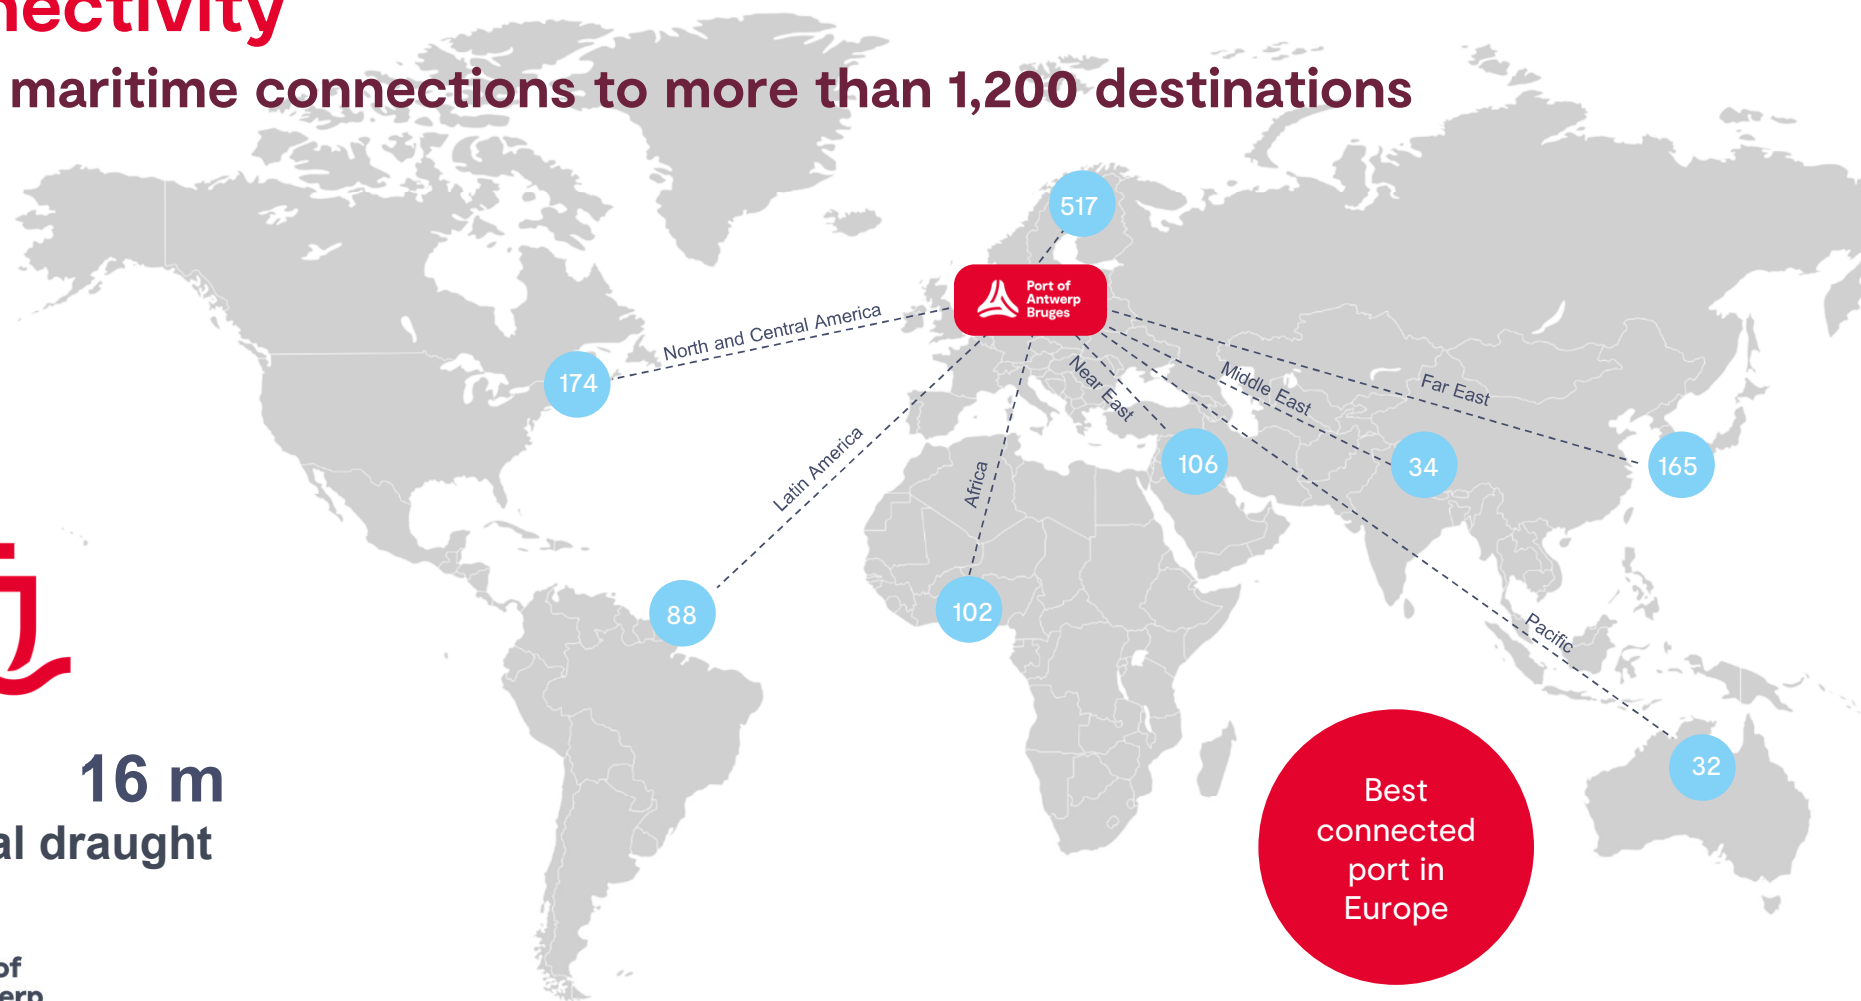 nectivity
maritime connections to more than 1,200 destinations
517
Port of
Antwerp
Bruges
North and Central America
174
Near East
Middle East
Far East
Latin America
Africa
106
34
165
88
102
Pacific
32
16 m
al draught
Best
connected
port in
Europe
of
erp